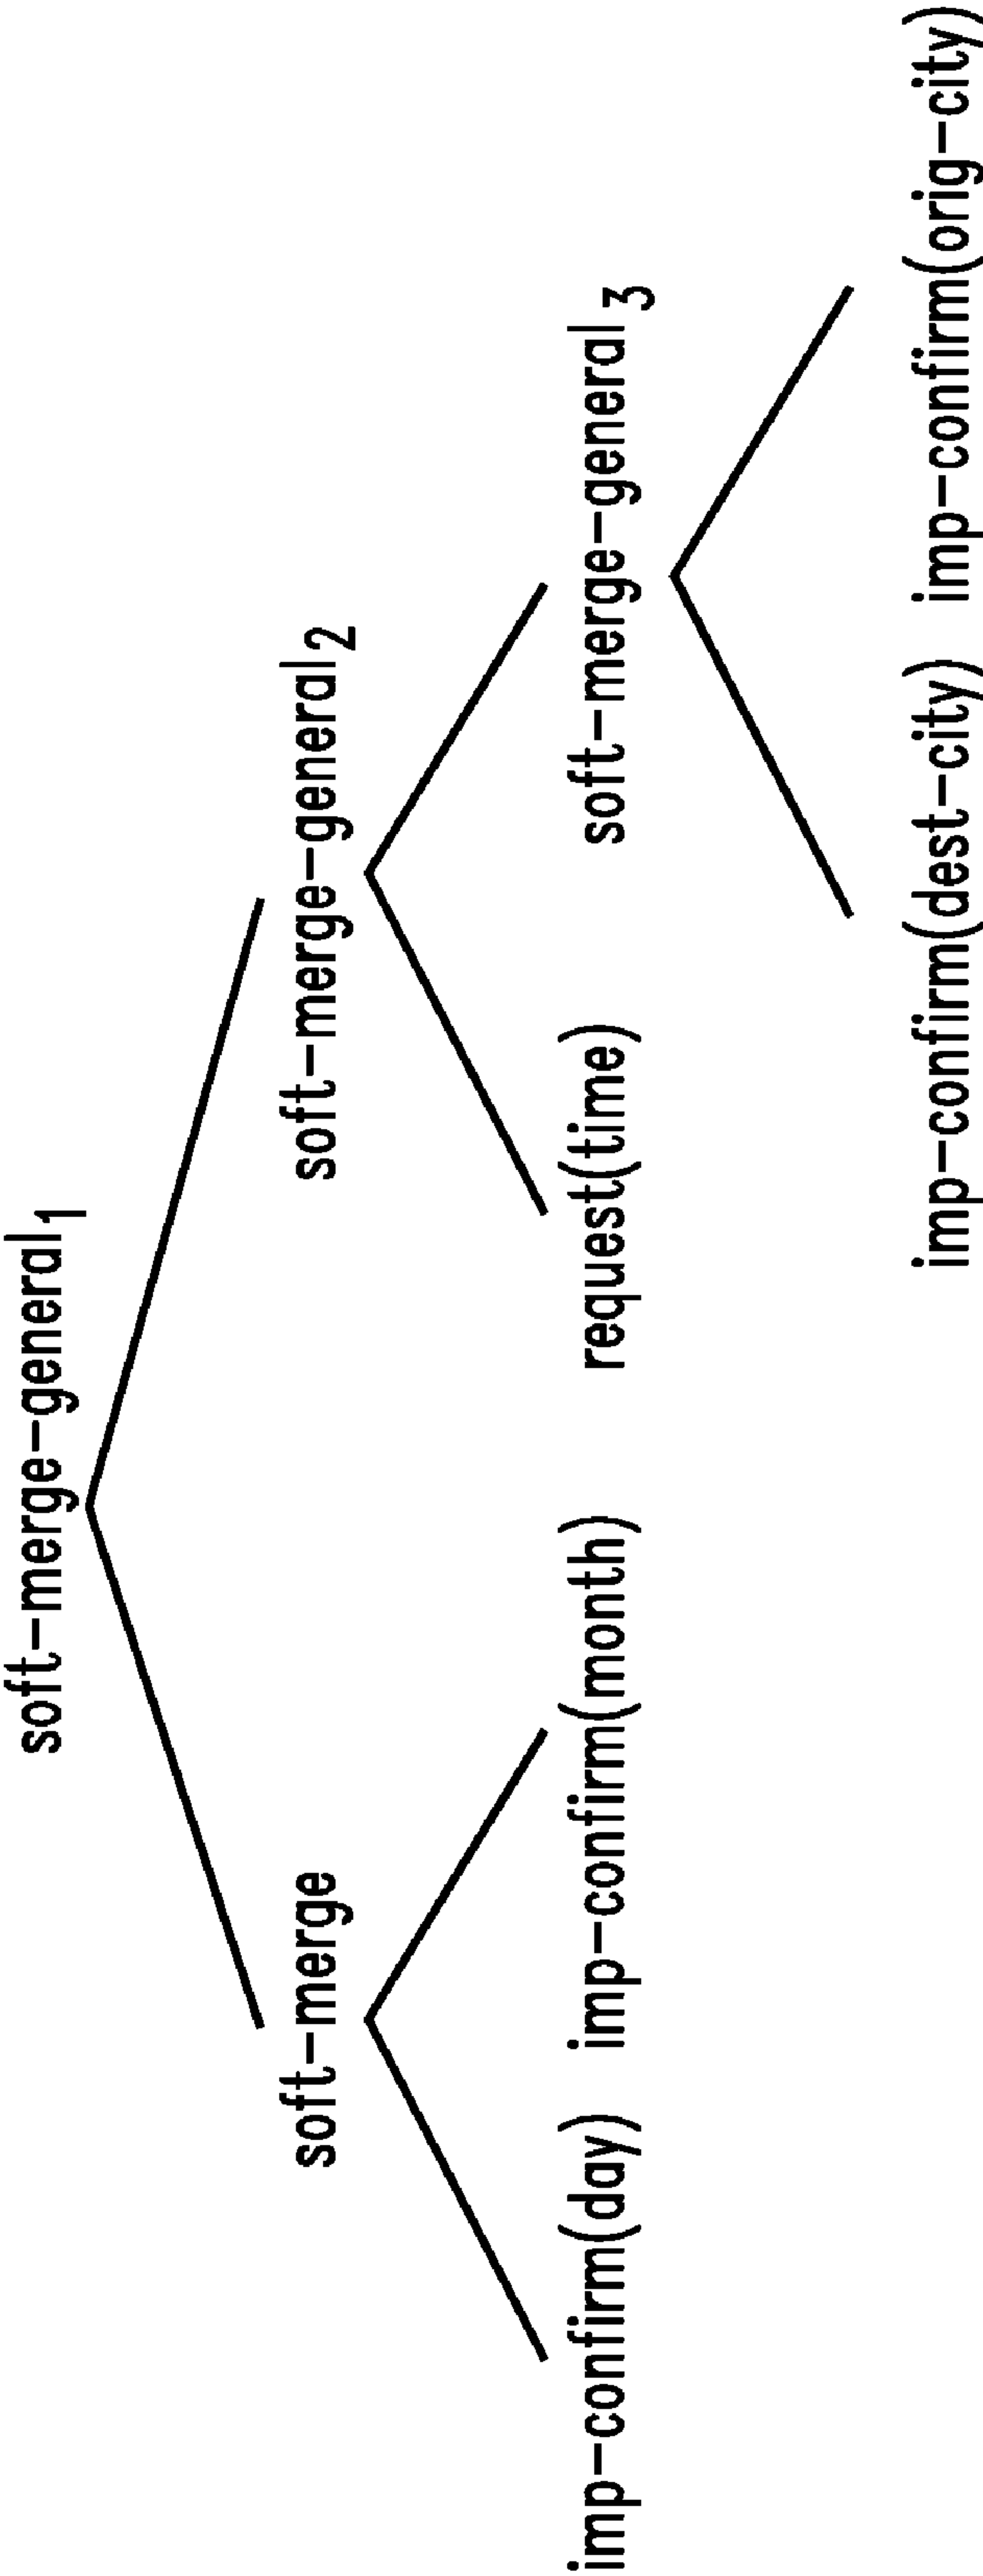 soft-merge-general1
soft-merge soft-merge-general2
imp-confirm(day) imp-confirm(month) request(time) soft-merge-general3
imp-confirm(dest-city) imp-confirm(orig-city)